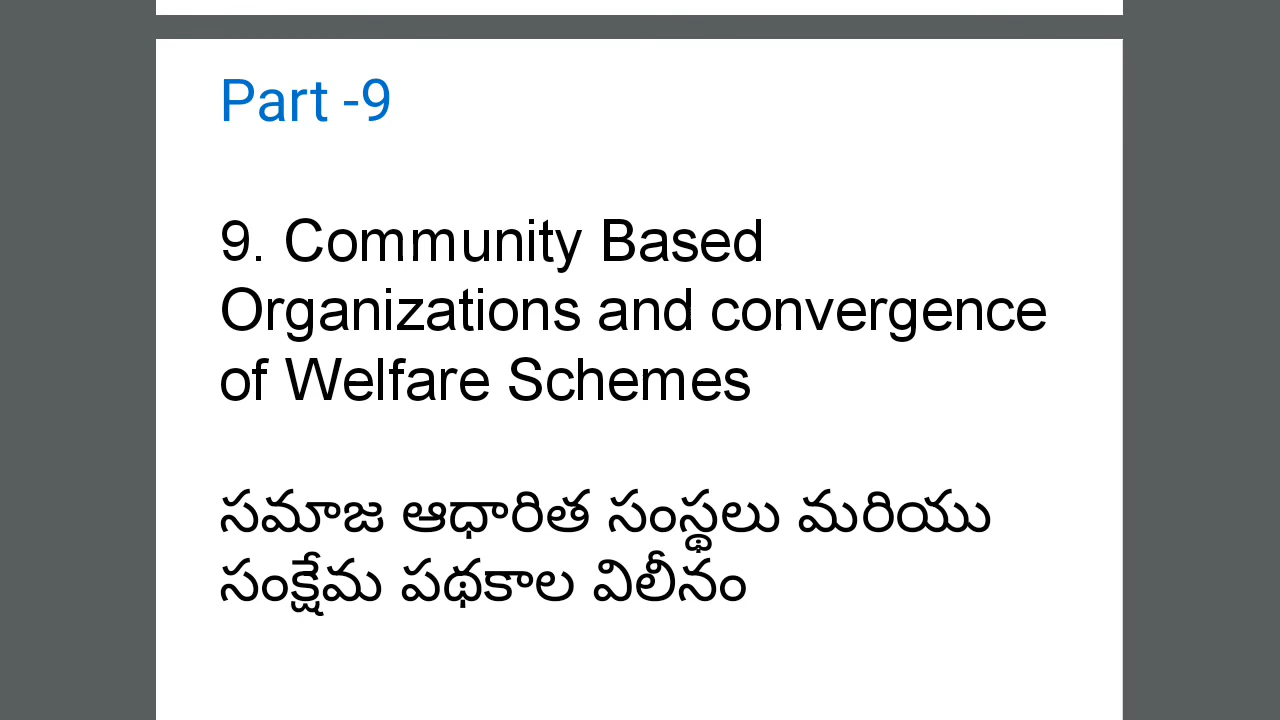 Part -9
9. Community Based
Organizations and convergence
of Welfare Schemes
సమాజ ఆధారిత సంస్థలు మరియు
సంక్షేమ పథకాల విలీనం